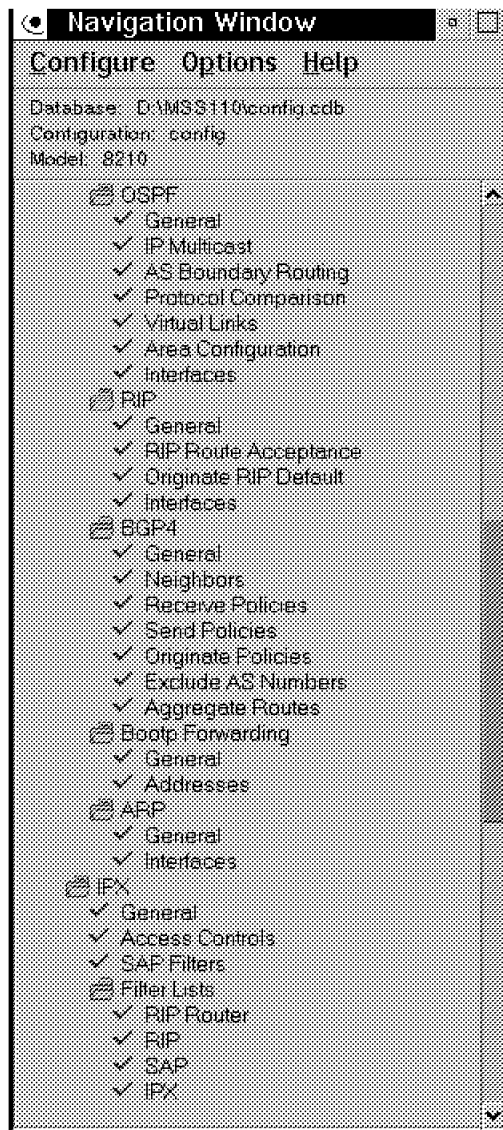 Navigation Window
Configure Options Help
Database: D:\MSS110\config.cdb
Configuration: config
Model: 8210
OSPF
General
IP Multicast
AS Boundary Routing
Protocol Comparison
Virtual Links
Area Configuration
Interfaces
RIP
General
RIP Route Acceptance
Originate RIP Default
Interfaces
BGP4
General
Neighbors
Receive Policies
Send Policies
Originate Policies
Exclude AS Numbers
Aggregate Routes
Bootp Forwarding
General
Addresses
ARP
General
Interfaces
IPX
General
Access Controls
SAP Filters
Filter Lists
RIP Router
RIP
SAP
IPX